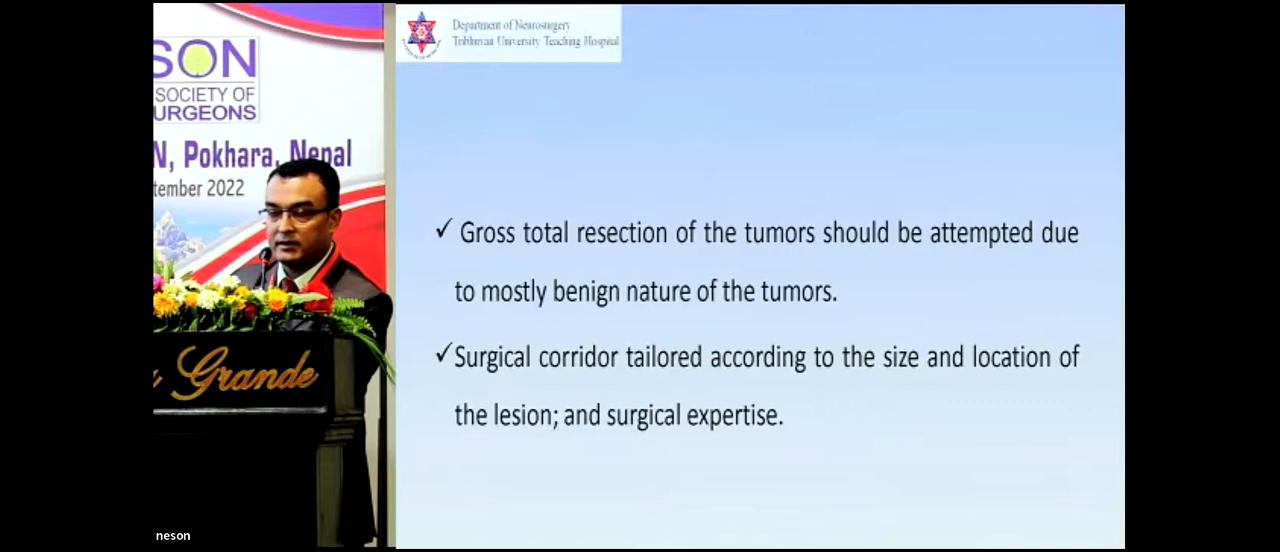 SON
SOCIETY OF
URGEONS
N, Pokhara, Nepal
tember 2022
Grande
neson
Department of Neurosurgery
Tribhuvan University Teaching Hospital
✓ Gross total resection of the tumors should be attempted due
to mostly benign nature of the tumors.
✓Surgical corridor tailored according to the size and location of
the lesion; and surgical expertise.